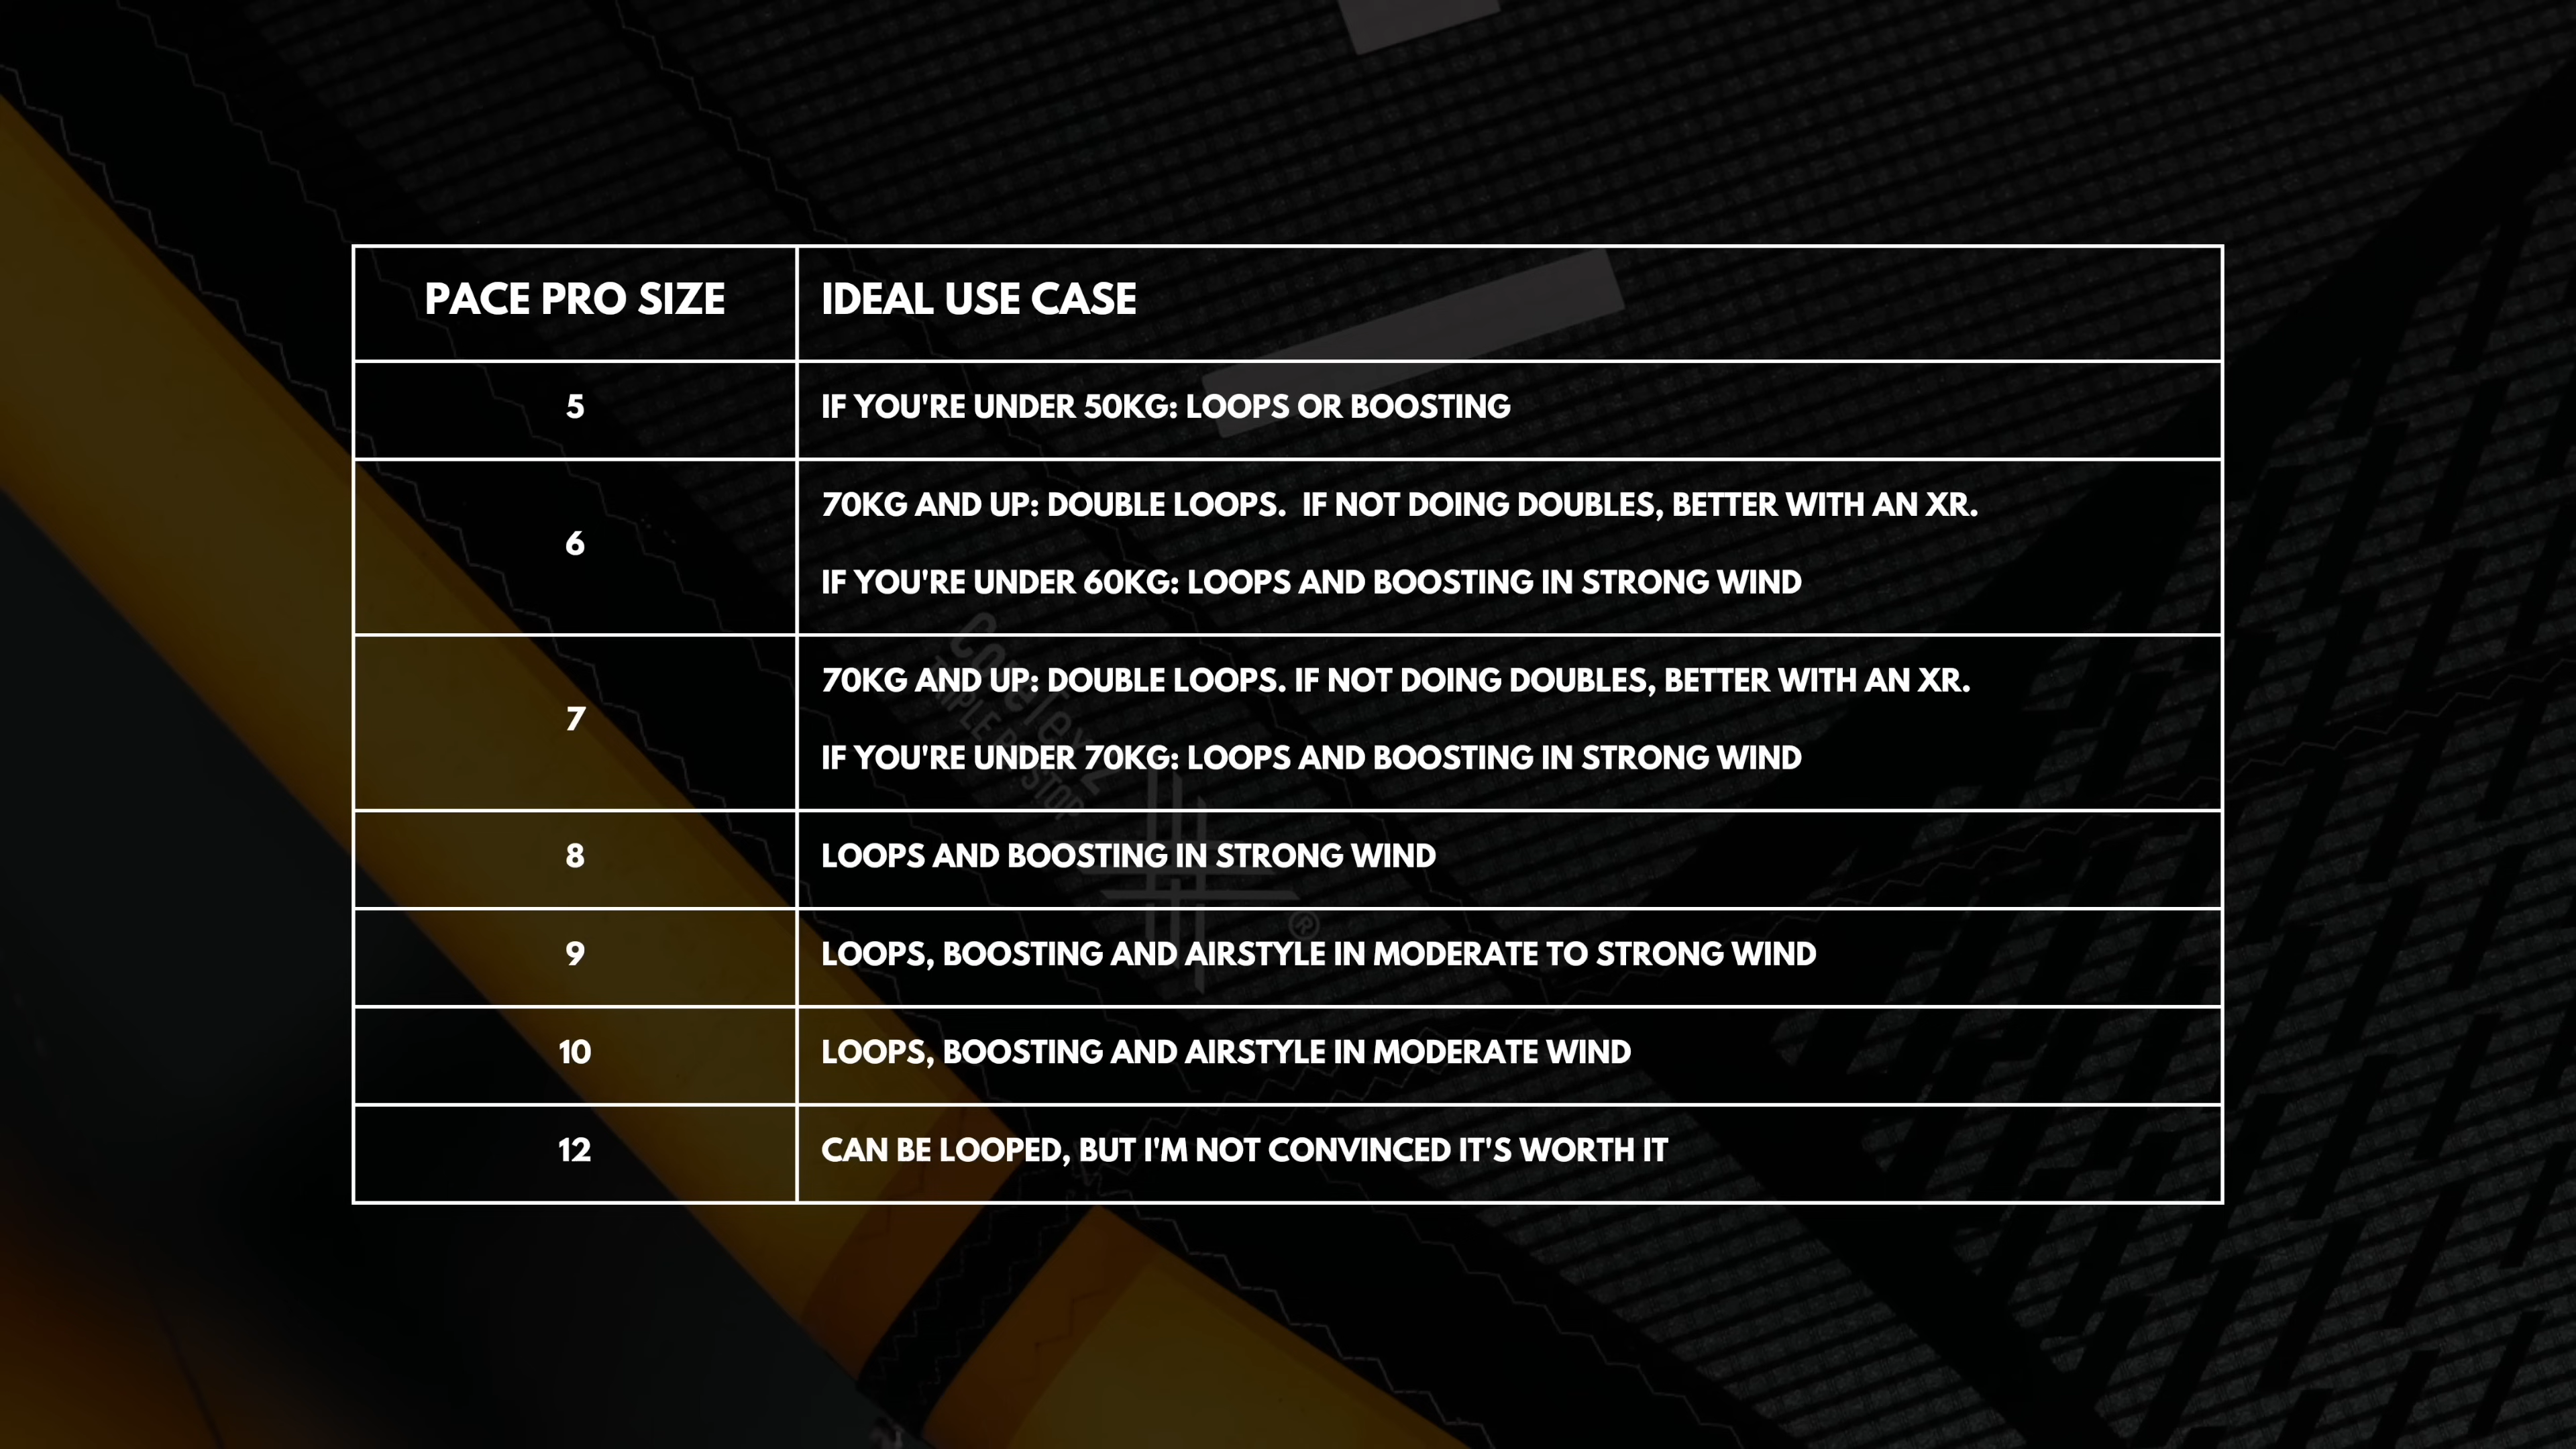 PACE PRO SIZE
IDEAL USE CASE
5
IF YOU'RE UNDER 50KG: LOOPS OR BOOSTING
6
70KG AND UP: DOUBLE LOOPS. IF NOT DOING DOUBLES, BETTER WITH AN XR.
IF YOU'RE UNDER 60KG: LOOPS AND BOOSTING IN STRONG WIND
7
70KG AND UP: DOUBLE LOOPS. IF NOT DOING DOUBLES, BETTER WITH AN XR.
IF YOU'RE UNDER 70KG: LOOPS AND BOOSTING IN STRONG WIND
8
LOOPS AND BOOSTING IN STRONG WIND
9
LOOPS, BOOSTING AND AIRSTYLE IN MODERATE TO STRONG WIND
10
LOOPS, BOOSTING AND AIRSTYLE IN MODERATE WIND
12
CAN BE LOOPED, BUT I'M NOT CONVINCED IT'S WORTH IT
®